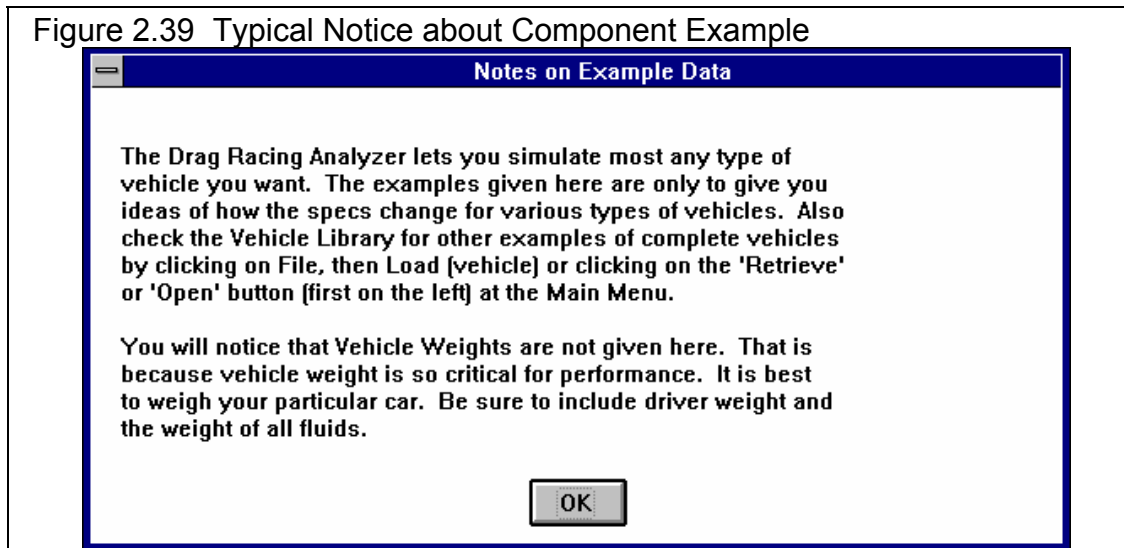 Figure 2.39  Typical Notice about Component Example
Notes on Example Data
The Drag Racing Analyzer lets you simulate most any type of
vehicle you want.  The examples given here are only to give you
ideas of how the specs change for various types of vehicles.  Also
check the Vehicle Library for other examples of complete vehicles
by clicking on File, then Load (vehicle) or clicking on the 'Retrieve'
or 'Open' button (first on the left) at the Main Menu.
You will notice that Vehicle Weights are not given here.  That is
because vehicle weight is so critical for performance.  It is best
to weigh your particular car.  Be sure to include driver weight and
the weight of all fluids.
OK